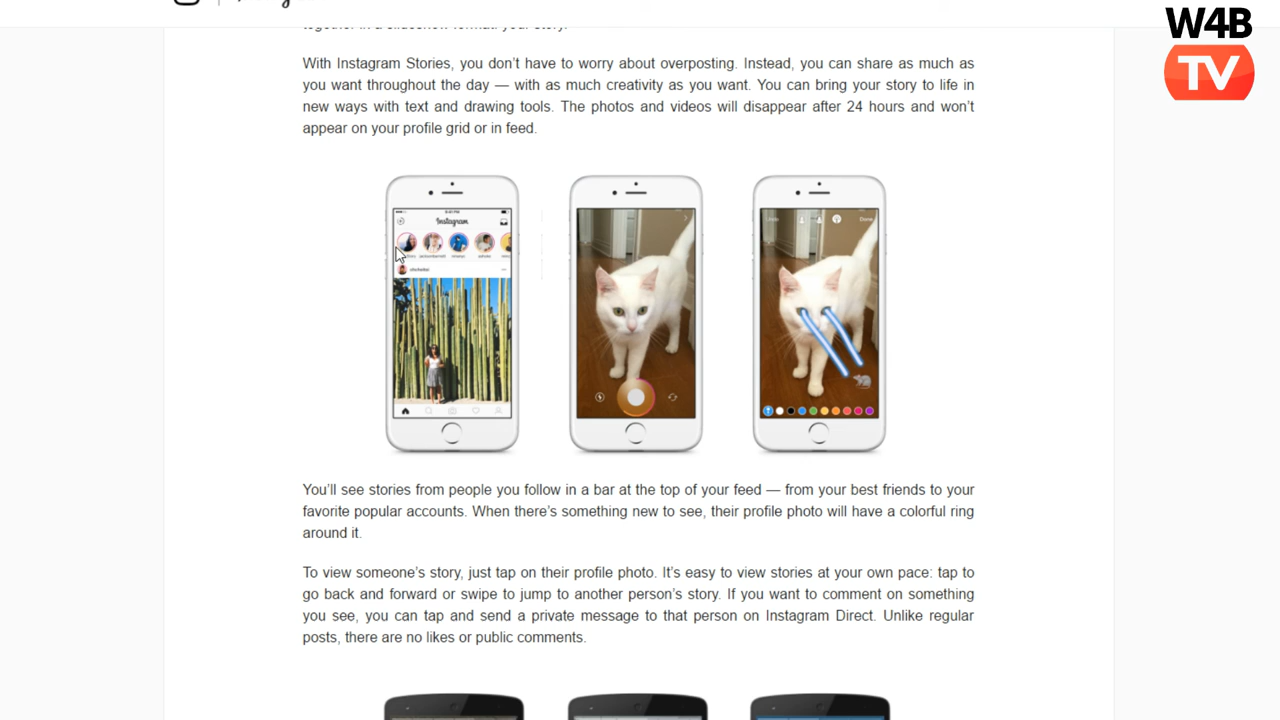 W4B
TV
With Instagram Stories, you don't have to worry about overposting. Instead, you can share as much as
you want throughout the day — with as much creativity as you want. You can bring your story to life in
new ways with text and drawing tools. The photos and videos will disappear after 24 hours and won't
appear on your profile grid or in feed.
Instagram
Done
You'll see stories from people you follow in a bar at the top of your feed — from your best friends to your
favorite popular accounts. When there's something new to see, their profile photo will have a colorful ring
around it.
To view someone's story, just tap on their profile photo. It's easy to view stories at your own pace: tap to
go back and forward or swipe to jump to another person's story. If you want to comment on something
you see, you can tap and send a private message to that person on Instagram Direct. Unlike regular
posts, there are no likes or public comments.